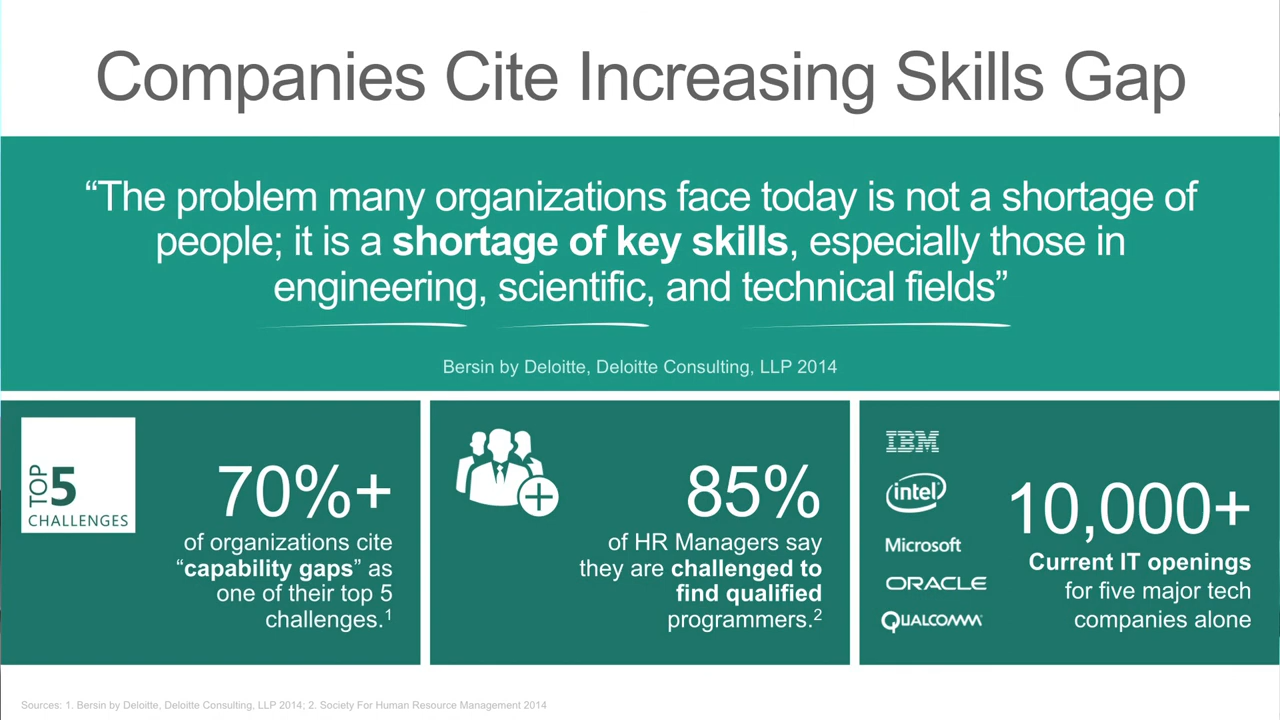 Companies Cite Increasing Skills Gap
“The problem many organizations face today is not a shortage of
people; it is a shortage of key skills, especially those in
engineering, scientific, and technical fields”
Bersin by Deloitte, Deloitte Consulting, LLP 2014
TOP 5
CHALLENGES
70%+
of organizations cite
“capability gaps” as
one of their top 5
challenges.1
85%
of HR Managers say
they are challenged to
find qualified
programmers.2
IBM
intel
Microsoft
ORACLE
QUALCOMM
10,000+
Current IT openings
for five major tech
companies alone
Sources: 1. Bersin by Deloitte, Deloitte Consulting, LLP 2014; 2. Society For Human Resource Management 2014